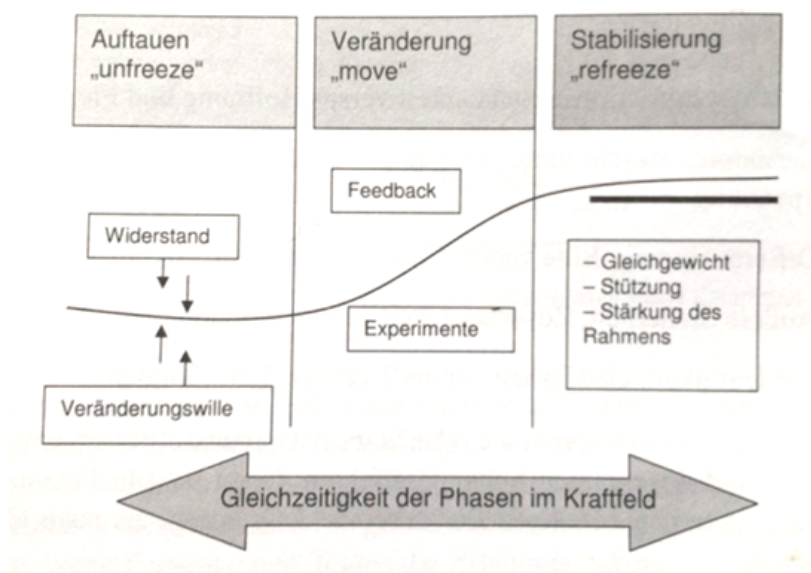 Auftauen
„unfreeze“
Veränderung
„move“
Stabilisierung
„refreeze“
Feedback
Widerstand
– Gleichgewicht
– Stützung
– Stärkung des
Rahmens
Experimente
Veränderungswille
Gleichzeitigkeit der Phasen im Kraftfeld